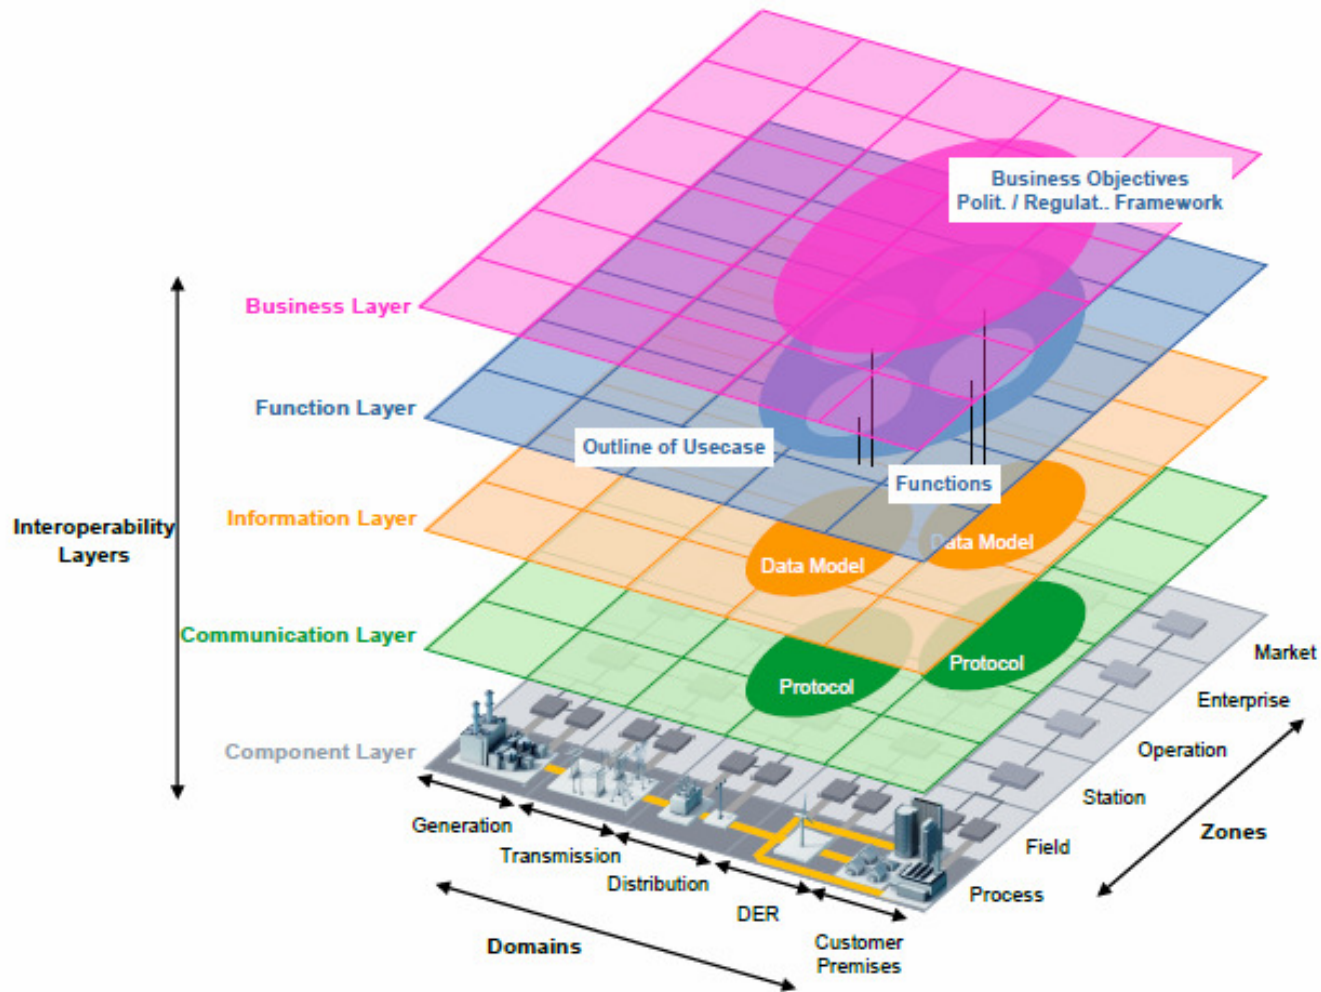 Business Objectives
Polit. / Regulat.. Framework
Business Layer
Function Layer
Outline of Usecase
Functions
Information Layer
Interoperability
Layers
Data Model
Data Model
Communication Layer
Protocol
Protocol
Component Layer
Market
Enterprise
Operation
Station
Field
Process
Zones
Generation
Transmission
Distribution
DER
Customer
Premises
Domains